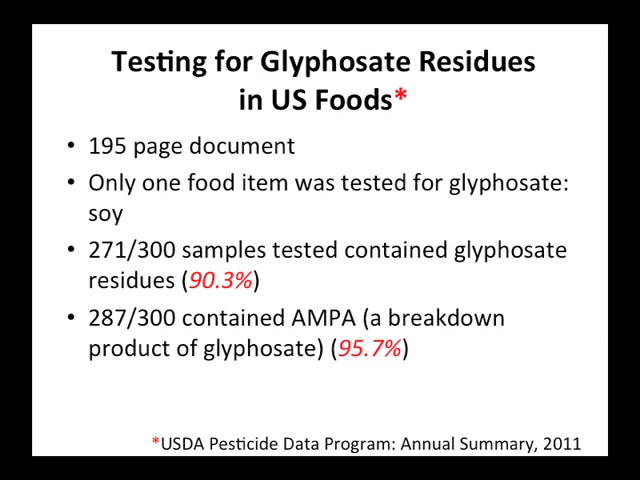 Testing for Glyphosate Residues
in US Foods*
• 195 page document
• Only one food item was tested for glyphosate:
soy
• 271/300 samples tested contained glyphosate
residues (90.3%)
• 287/300 contained AMPA (a breakdown
product of glyphosate) (95.7%)
*USDA Pesticide Data Program: Annual Summary, 2011